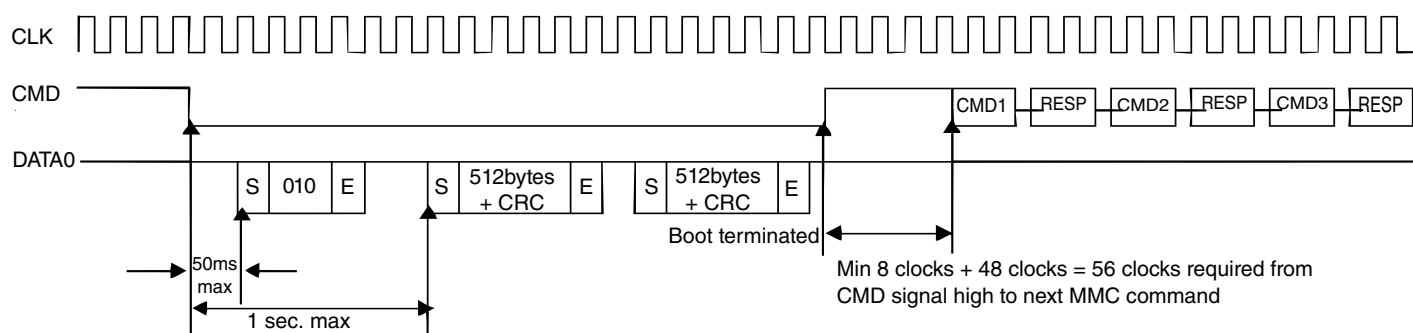 CLK
CMD
CMD1 RESP CMD2 RESP CMD3 RESP
DATA0
S 010 E S 512bytes + CRC E S 512bytes + CRC E
Boot terminated
50ms
max
Min 8 clocks + 48 clocks = 56 clocks required from
CMD signal high to next MMC command
1 sec. max